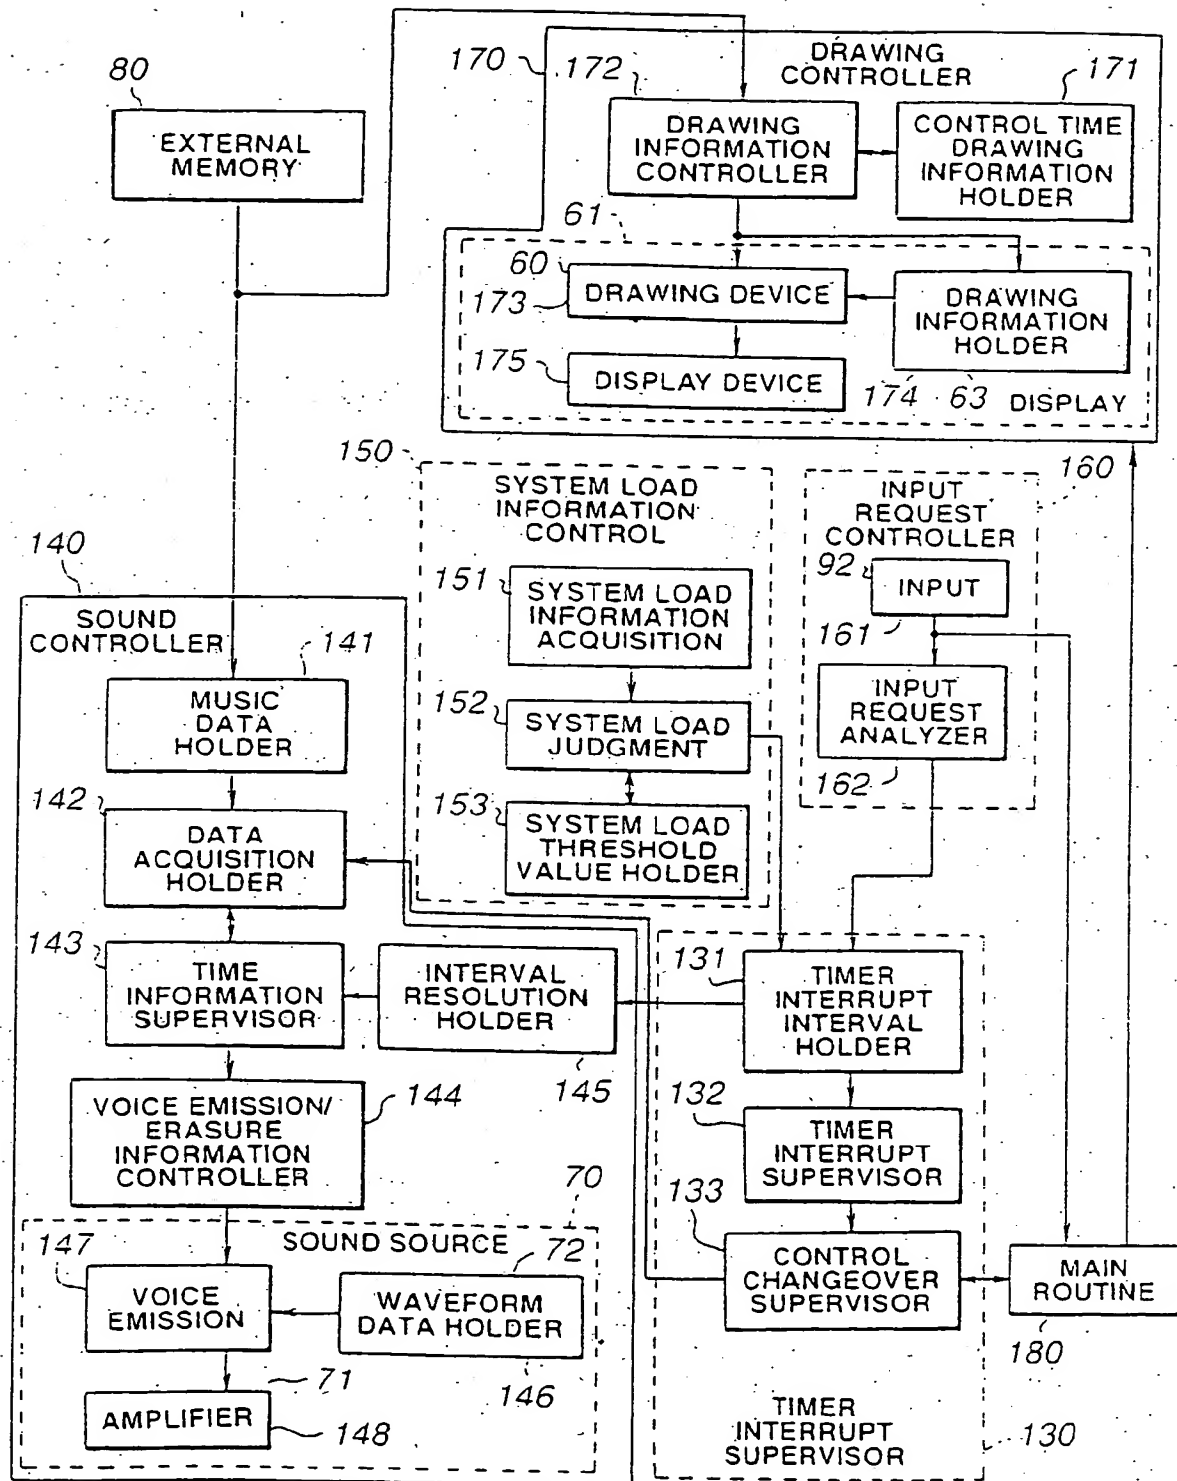 80
EXTERNAL
MEMORY
170
DRAWING
CONTROLLER
172
171
DRAWING
INFORMATION
CONTROLLER
CONTROL TIME
DRAWING
INFORMATION
HOLDER
61
60
173
DRAWING DEVICE
DRAWING
INFORMATION
HOLDER
175
DISPLAY DEVICE
174
63
DISPLAY
150
SYSTEM LOAD
INFORMATION
CONTROL
151
SYSTEM LOAD
INFORMATION
ACQUISITION
152
SYSTEM LOAD
JUDGMENT
153
SYSTEM LOAD
THRESHOLD
VALUE HOLDER
160
INPUT
REQUEST
CONTROLLER
92
INPUT
161
INPUT
REQUEST
ANALYZER
162
140
SOUND
CONTROLLER
141
MUSIC
DATA
HOLDER
142
DATA
ACQUISITION
HOLDER
143
TIME
INFORMATION
SUPERVISOR
INTERVAL
RESOLUTION
HOLDER
145
131
TIMER
INTERRUPT
INTERVAL
HOLDER
144
VOICE EMISSION/
ERASURE
INFORMATION
CONTROLLER
132
TIMER
INTERRUPT
SUPERVISOR
133
CONTROL
CHANGEOVER
SUPERVISOR
MAIN
ROUTINE
180
70
SOUND SOURCE
147
VOICE
EMISSION
72
WAVEFORM
DATA HOLDER
146
71
AMPLIFIER
148
TIMER
INTERRUPT
SUPERVISOR
130